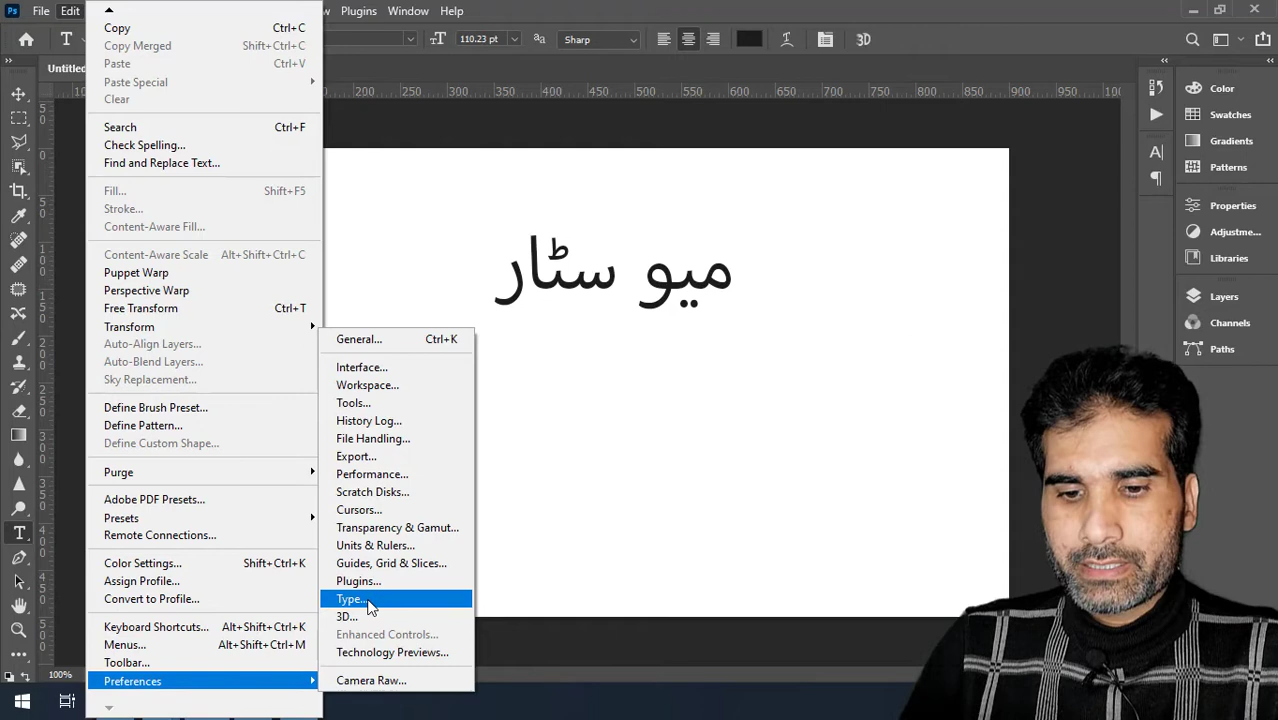 Ps File Edit Plugins Window Help
T 110.23 pt Sharp 3D
Untitled
Copy Ctrl+C
Copy Merged Shift+Ctrl+C
Paste Ctrl+V
Paste Special
Clear
Search Ctrl+F
Check Spelling...
Find and Replace Text...
Fill... Shift+F5
Stroke...
Content-Aware Fill...
Content-Aware Scale Alt+Shift+Ctrl+C
Puppet Warp
Perspective Warp
Free Transform Ctrl+T
Transform
Auto-Align Layers...
Auto-Blend Layers...
Sky Replacement...
Define Brush Preset...
Define Pattern...
Define Custom Shape...
Purge
Adobe PDF Presets...
Presets
Remote Connections...
Color Settings... Shift+Ctrl+K
Assign Profile...
Convert to Profile...
Keyboard Shortcuts... Alt+Shift+Ctrl+K
Menus... Alt+Shift+Ctrl+M
Toolbar...
Preferences
General... Ctrl+K
Interface...
Workspace...
Tools...
History Log...
File Handling...
Export...
Performance...
Scratch Disks...
Cursors...
Transparency & Gamut...
Units & Rulers...
Guides, Grid & Slices...
Plugins...
Type...
3D...
Enhanced Controls...
Technology Previews...
Camera Raw...
200 250 300 350 400 450 500 550 600 650 700 750 800 850 900 950
میو سٹار
Color
Swatches
Gradients
Patterns
Properties
Adjustme...
Libraries
Layers
Channels
Paths
100%